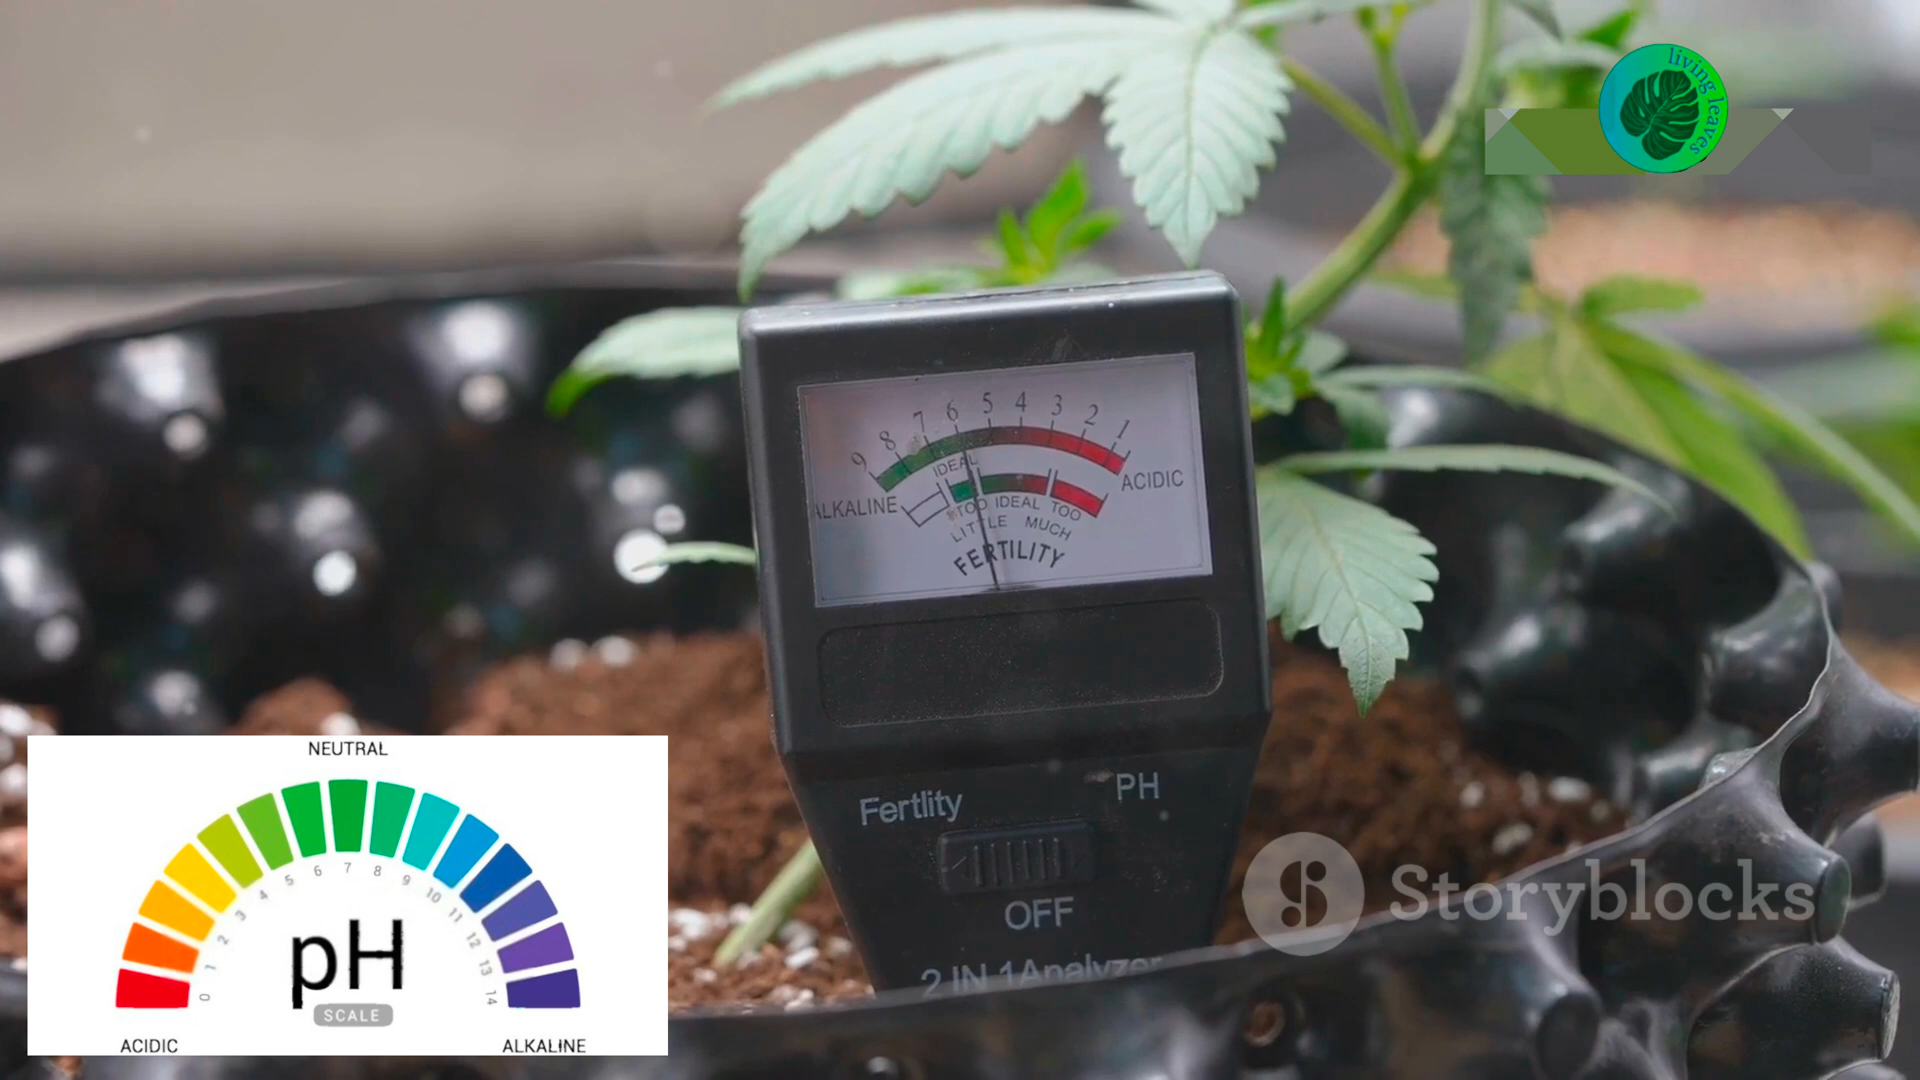 living leaves
9 8 7 6 5 4 3 2 1
IDEAL
ALKALINE
ACIDIC
TOO IDEAL TOO
LITTLE MUCH
FERTILITY
Fertlity
PH
OFF
2 IN 1Analyzer
Storyblocks
NEUTRAL
0 1 2 3 4 5 6 7 8 9 10 11 12 13 14
pH
SCALE
ACIDIC
ALKALINE